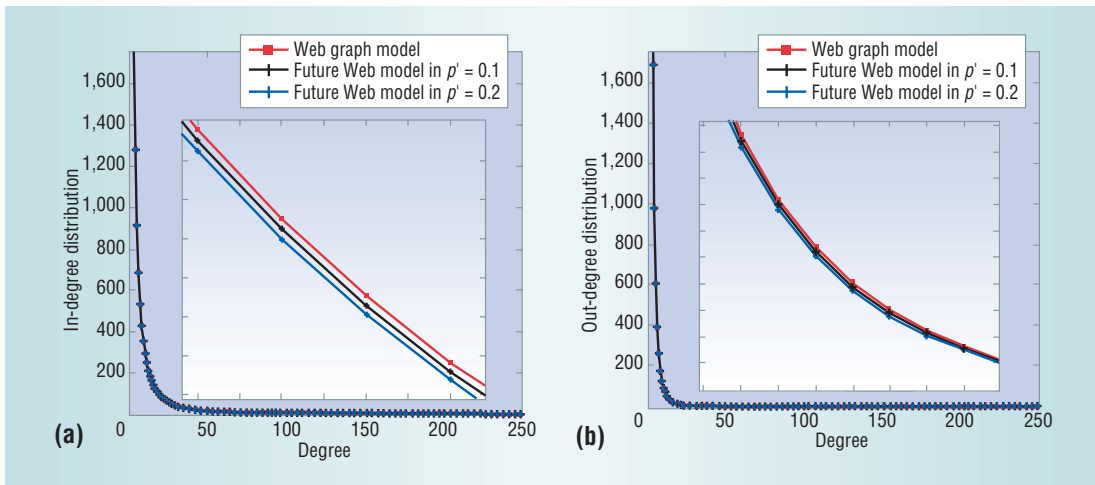 Web graph model
Future Web model in p' = 0.1
Future Web model in p' = 0.2
1,600
1,400
1,200
1,000
800
600
400
200
In-degree distribution
0
50
100
150
200
250
Degree
(a)
Web graph model
Future Web model in p' = 0.1
Future Web model in p' = 0.2
1,600
1,400
1,200
1,000
800
600
400
200
Out-degree distribution
0
50
100
150
200
250
Degree
(b)